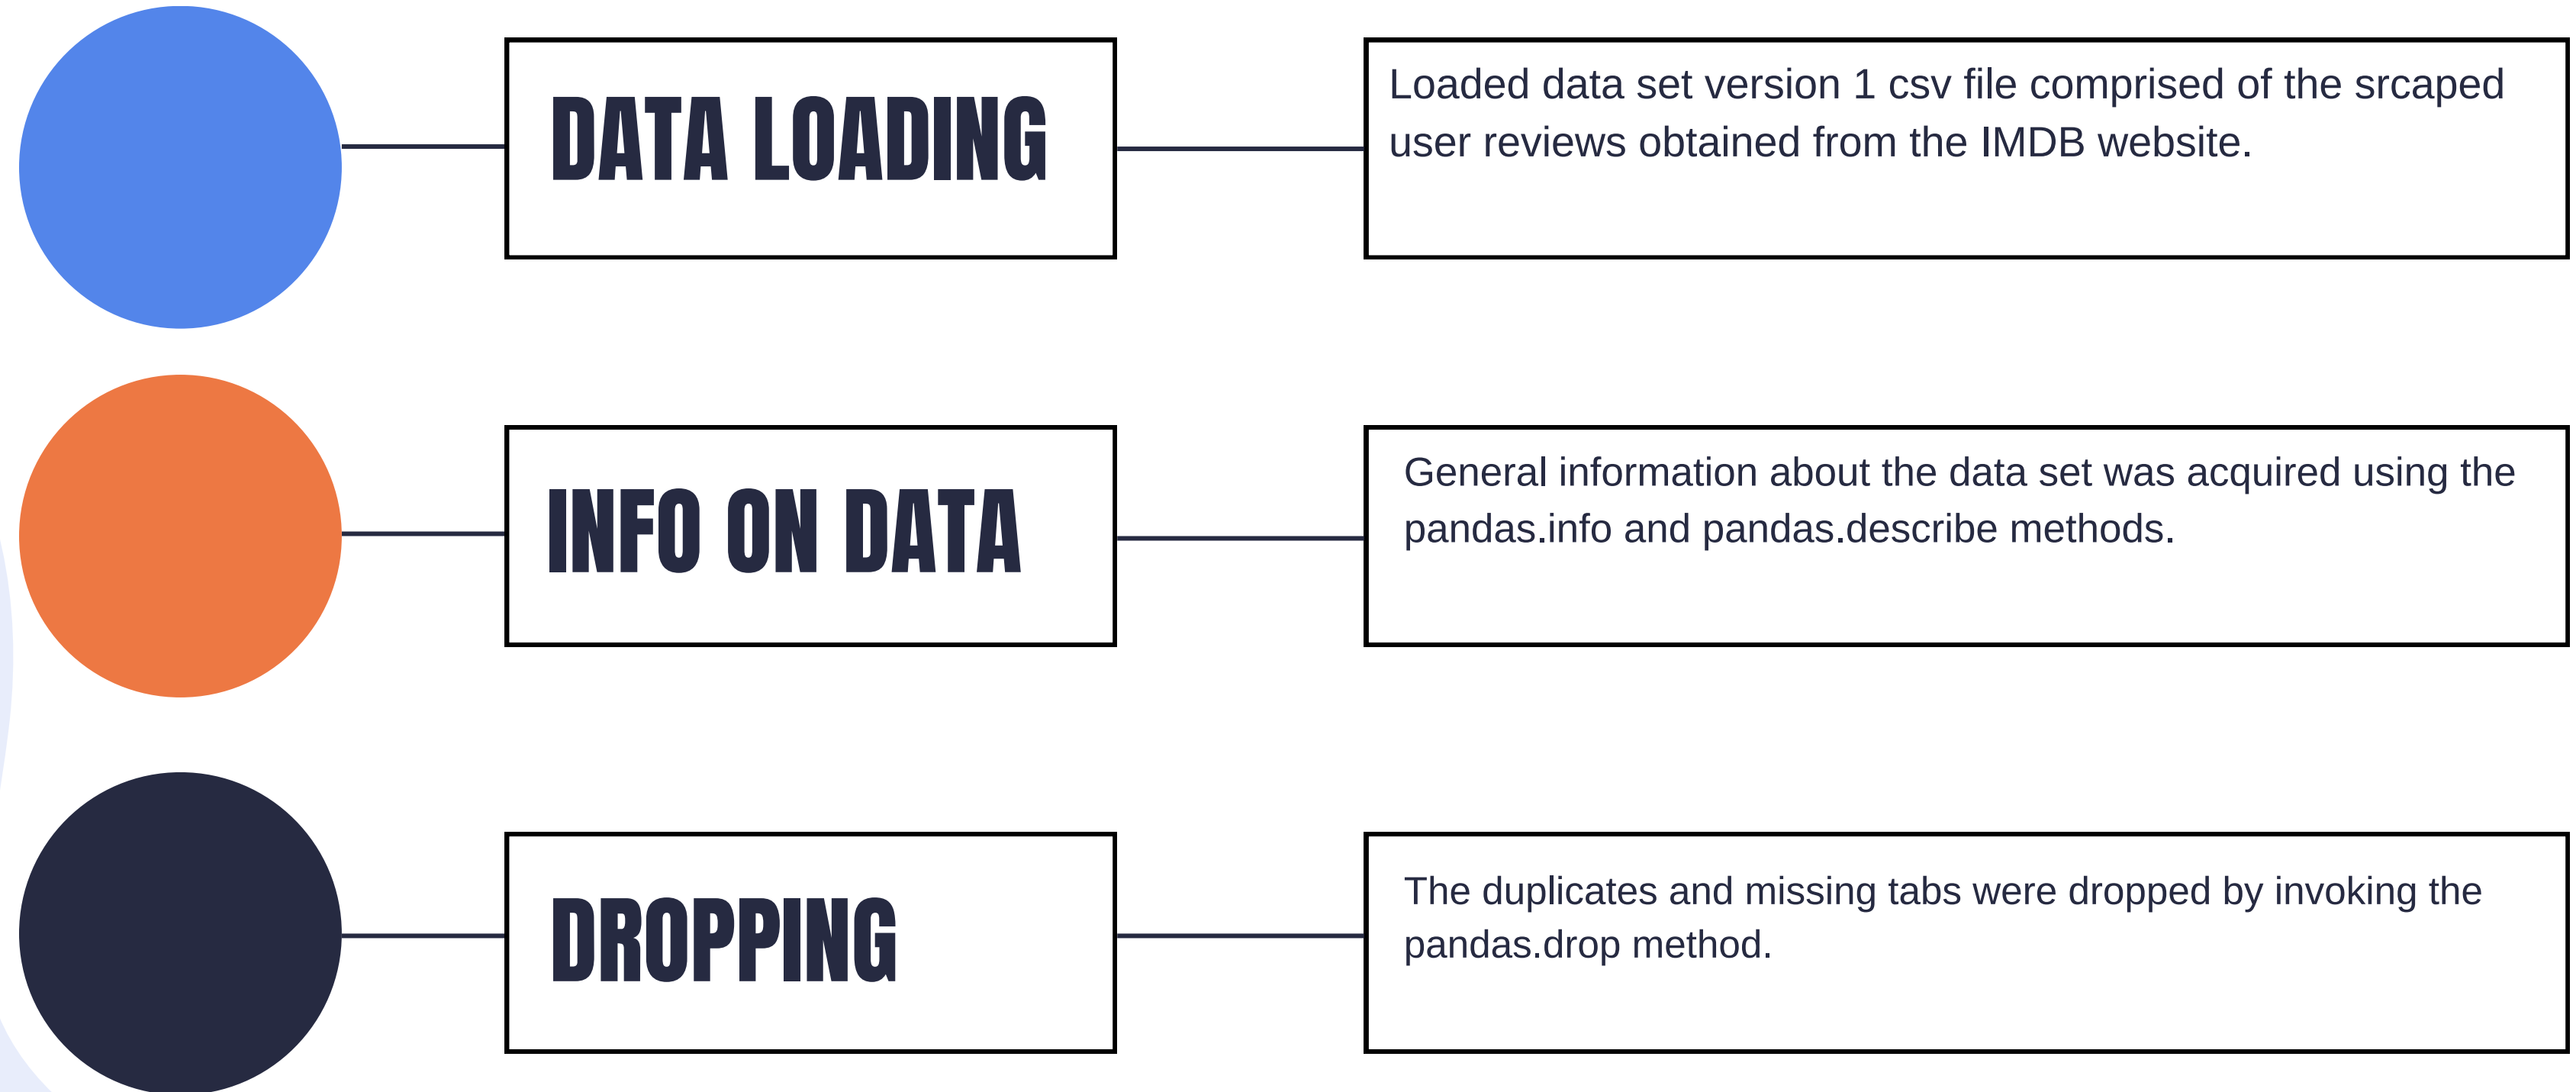 DATA LOADING
Loaded data set version 1 csv file comprised of the srcaped
user reviews obtained from the IMDB website.
INFO ON DATA
General information about the data set was acquired using the
pandas.info and pandas.describe methods.
DROPPING
The duplicates and missing tabs were dropped by invoking the
pandas.drop method.